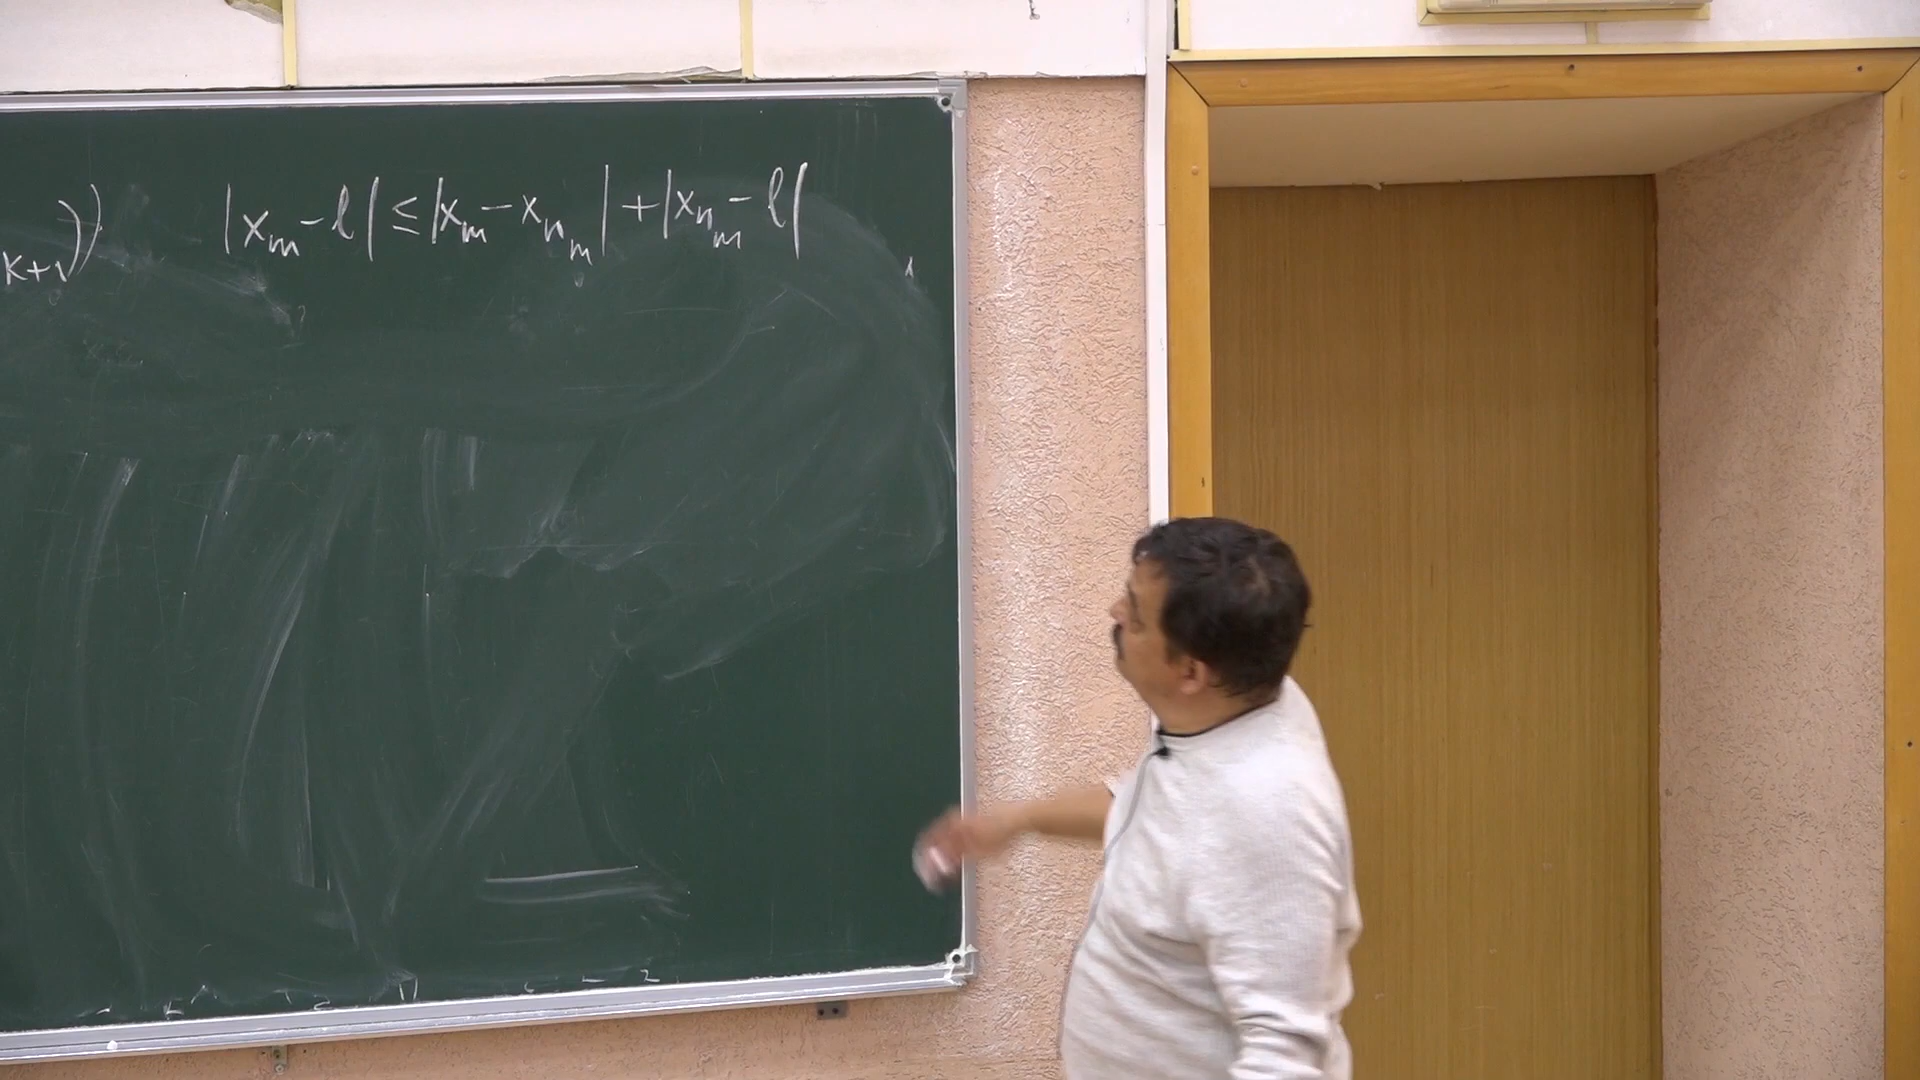 |x_m - l| ≤ |x_m - x_{n_m}| + |x_{n_m} - l|
k+1))